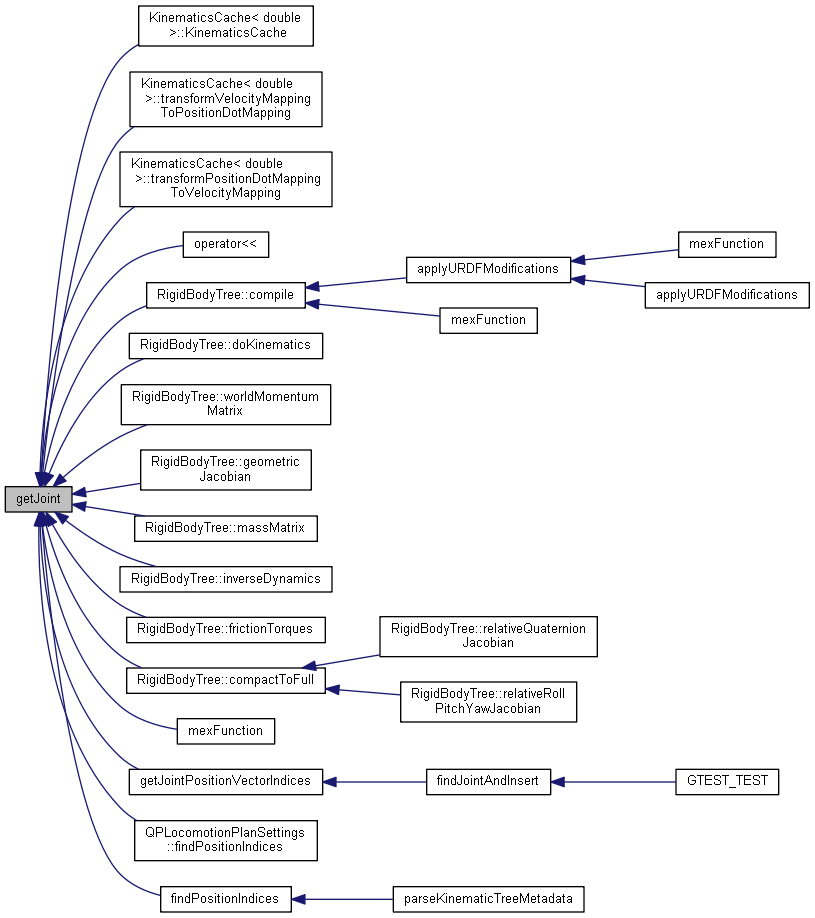 KinematicsCache< double
>::KinematicsCache
KinematicsCache< double
>::transformVelocityMapping
ToPositionDotMapping
KinematicsCache< double
>::transformPositionDotMapping
ToVelocityMapping
operator<<
RigidBodyTree::compile
applyURDFModifications
mexFunction
applyURDFModifications
mexFunction
RigidBodyTree::doKinematics
RigidBodyTree::worldMomentum
Matrix
RigidBodyTree::geometric
Jacobian
getJoint
RigidBodyTree::massMatrix
RigidBodyTree::inverseDynamics
RigidBodyTree::frictionTorques
RigidBodyTree::compactToFull
RigidBodyTree::relativeQuaternion
Jacobian
RigidBodyTree::relativeRoll
PitchYawJacobian
mexFunction
getJointPositionVectorIndices
findJointAndInsert
GTEST_TEST
QPLocomotionPlanSettings
::findPositionIndices
findPositionIndices
parseKinematicTreeMetadata